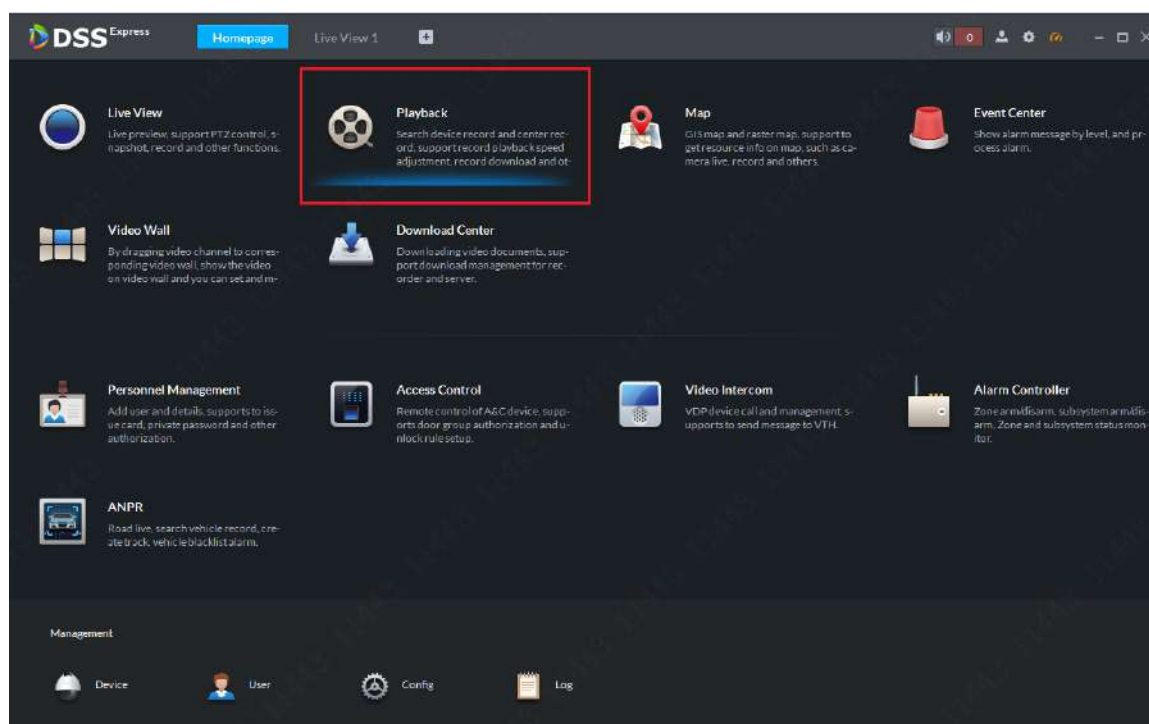 DSS Express
Homepage
Live View 1
0
Live View
Live preview, support PTZ control, s-
napshot, record and other functions.
Playback
Search device record and center rec-
ord, support record playback speed
adjustment, record download and ot-
Map
GIS map and raster map, support to
get resource info on map, such as ca-
mera live, record and others.
Event Center
Show alarm message by level, and pr-
ocess alarm.
Video Wall
By dragging video channel to corres-
ponding video wall, show the video
on video wall and you can set and m-
Download Center
Downloading video documents, sup-
port download management for rec-
order and server.
Personnel Management
Add user and details, supports to iss-
ue card, private password and other
authorization.
Access Control
Remote control of A&C device, supp-
orts door group authorization and u-
nlock rule setup.
Video Intercom
VDP device call and management, s-
upports to send message to VTH.
Alarm Controller
Zone arm/disarm, subsystem arm/dis-
arm, Zone and subsystem status mon-
itor.
ANPR
Road live, search vehicle record, cre-
ate track, vehicle blacklist alarm.
Management
Device
User
Config
Log